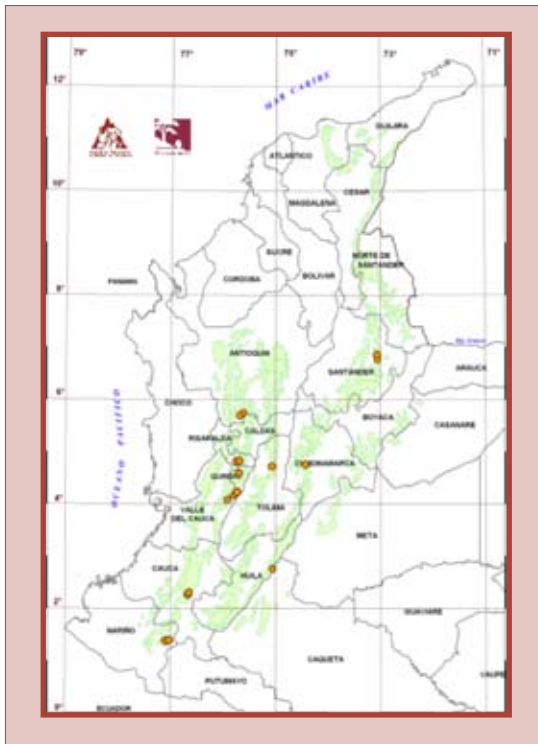 79° 77° 75° 73° 71°
12°
MAR CARIBE
GUAJIRA
ATLANTICO
10°
CESAR
MAGDALENA
SUCRE
NORTE DE
SANTANDER
CORDOBA
BOLIVAR
PANAMA
8°
ANTIOQUIA
SANTANDER
ARAUCA
6°
CHOCO
BOYACA
CASANARE
OCEANO PACIFICO
CALDAS
RISARALDA
CUNDINAMARCA
QUINDIO
4°
VALLE
DEL CAUCA
TOLIMA
META
CAUCA
HUILA
2°
GUAVIARE
NARIÑO
CAQUETA
VAUPE
PUTUMAYO
0°
ECUADOR